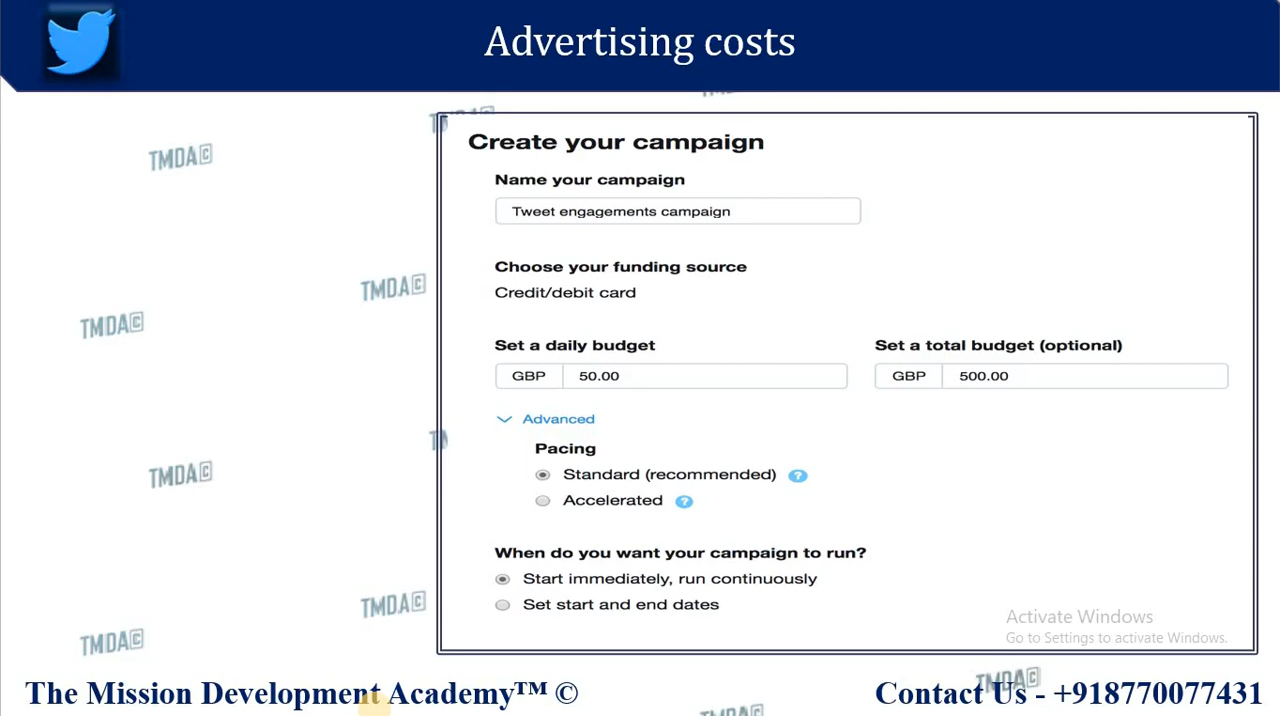 Advertising costs
TMDA©
Create your campaign
Name your campaign
Tweet engagements campaign
Choose your funding source
TMDA©
Credit/debit card
TMDA©
Set a daily budget
Set a total budget (optional)
GBP 50.00
GBP 500.00
Advanced
Pacing
TMDA©
Standard (recommended) ?
Accelerated ?
When do you want your campaign to run?
Start immediately, run continuously
TMDA©
Set start and end dates
Activate Windows
Go to Settings to activate Windows.
TMDA©
TMDA©
The Mission Development Academy™ ©
Contact Us - +918770077431